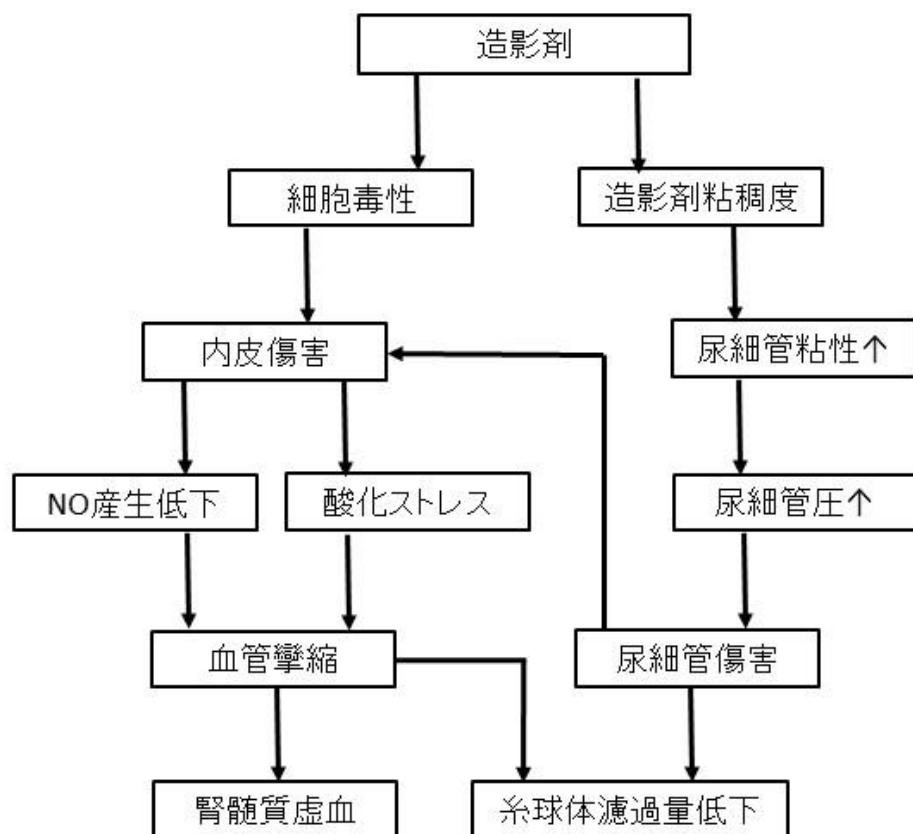 造影剤
細胞毒性
造影剤粘稠度
内皮傷害
尿細管粘性↑
NO産生低下
酸化ストレス
尿細管圧↑
血管攣縮
尿細管傷害
腎髄質虚血
糸球体濾過量低下